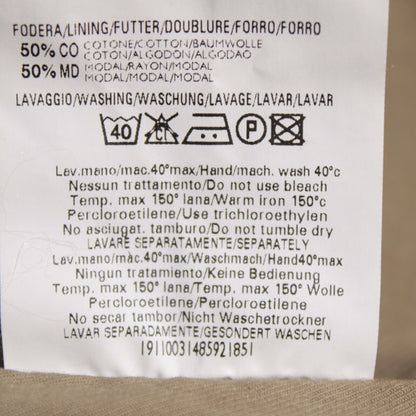 FODERA/LINING/FUTTER/DOUBLURE/FORRO/FORRO
50% CO COTONE/COTTON/BAUMWOLLE
COTON/ALGODON/ALGODAO
50% MD MODAL/RAYON/MODAL
MODAL/MODAL/MODAL
LAVAGGIO/WASHING/WASCHUNG/LAVAGE/LAVAR/LAVAR
40 CL P
Lav.mano/mac.40°max/Hand/mach. wash 40°c
Nessun trattamento/Do not use bleach
Temp. max 150° lana/Warm iron 150°c
Percloroetilene/Use trichloroethylen
No asciugat. tamburo/Do not tumble dry
LAVARE SEPARATAMENTE/SEPARATELY
Lav.mano/mac.40°max/Waschmach/Hand40°max
Ningun tratamiento/Keine Bedienung
Temp. max 150° lana/Temp. max 150° Wolle
Percloroetilene/Percloroetilene
No secar tambor/Nicht Waschetrockner
LAVAR SEPARADAMENTE/GESONDERT WASCHEN
1911003148592185​1